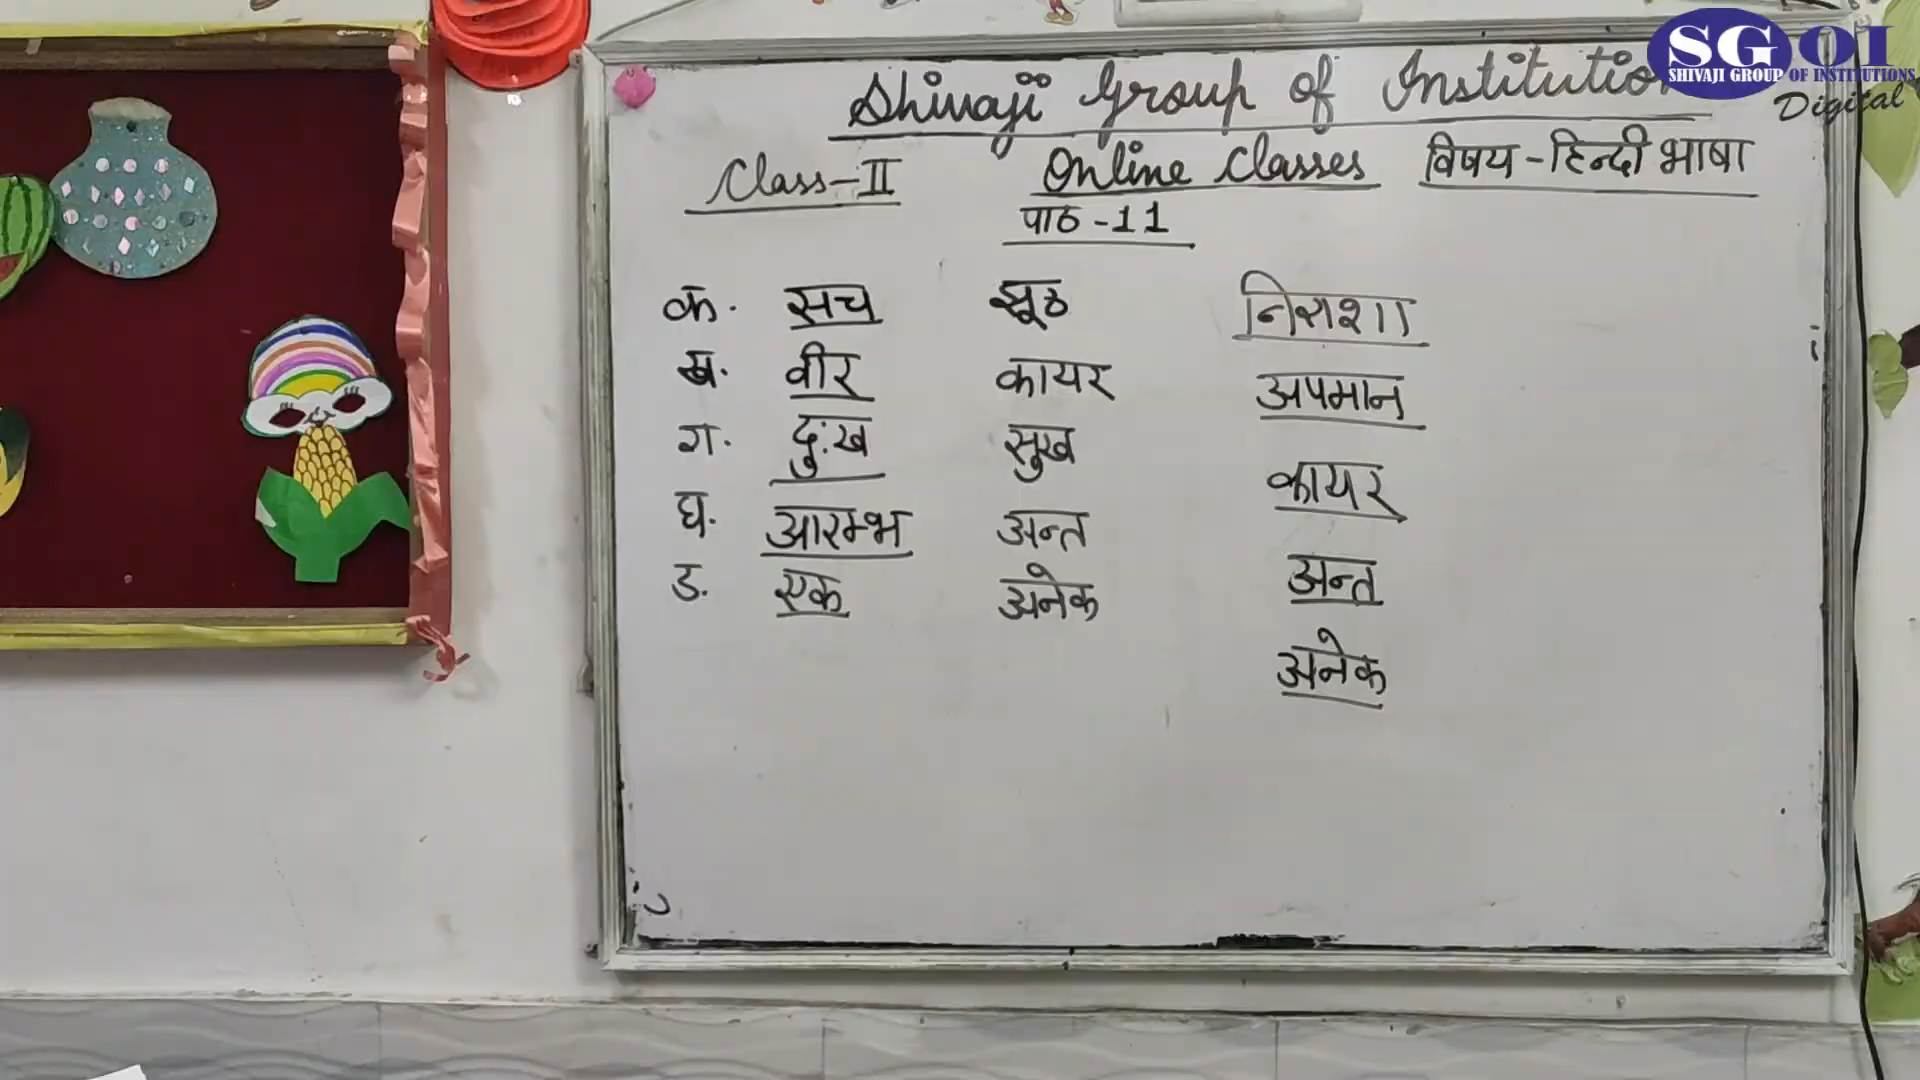 Shivaji Group of Institution
SGOI
SHIVAJI GROUP OF INSTITUTIONS
Digital
Class-II Online Classes विषय-हिन्दी भाषा
पाठ-11
क. सच झूठ
ख. वीर कायर
ग. दुःख सुख
घ. आरम्भ अन्त
ड. एक अनेक
निराशा
अपमान
कायर
अन्त
अनेक